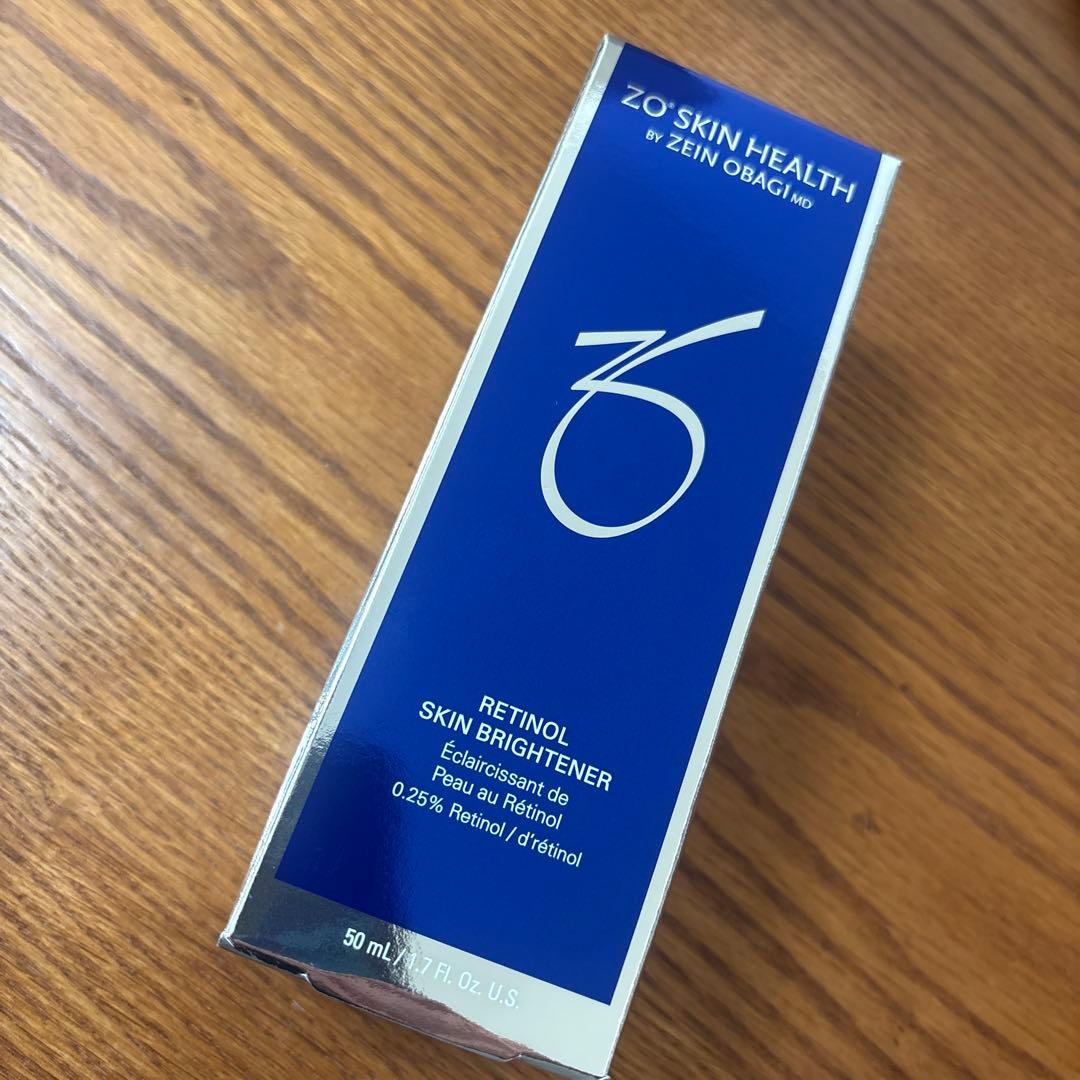 ZO® SKIN HEALTH
BY ZEIN OBAGI MD
RETINOL
SKIN BRIGHTENER
Éclaircissant de
Peau au Rétinol
0.25% Retinol / d'rétinol
50 mL / 1.7 Fl. Oz. U.S.